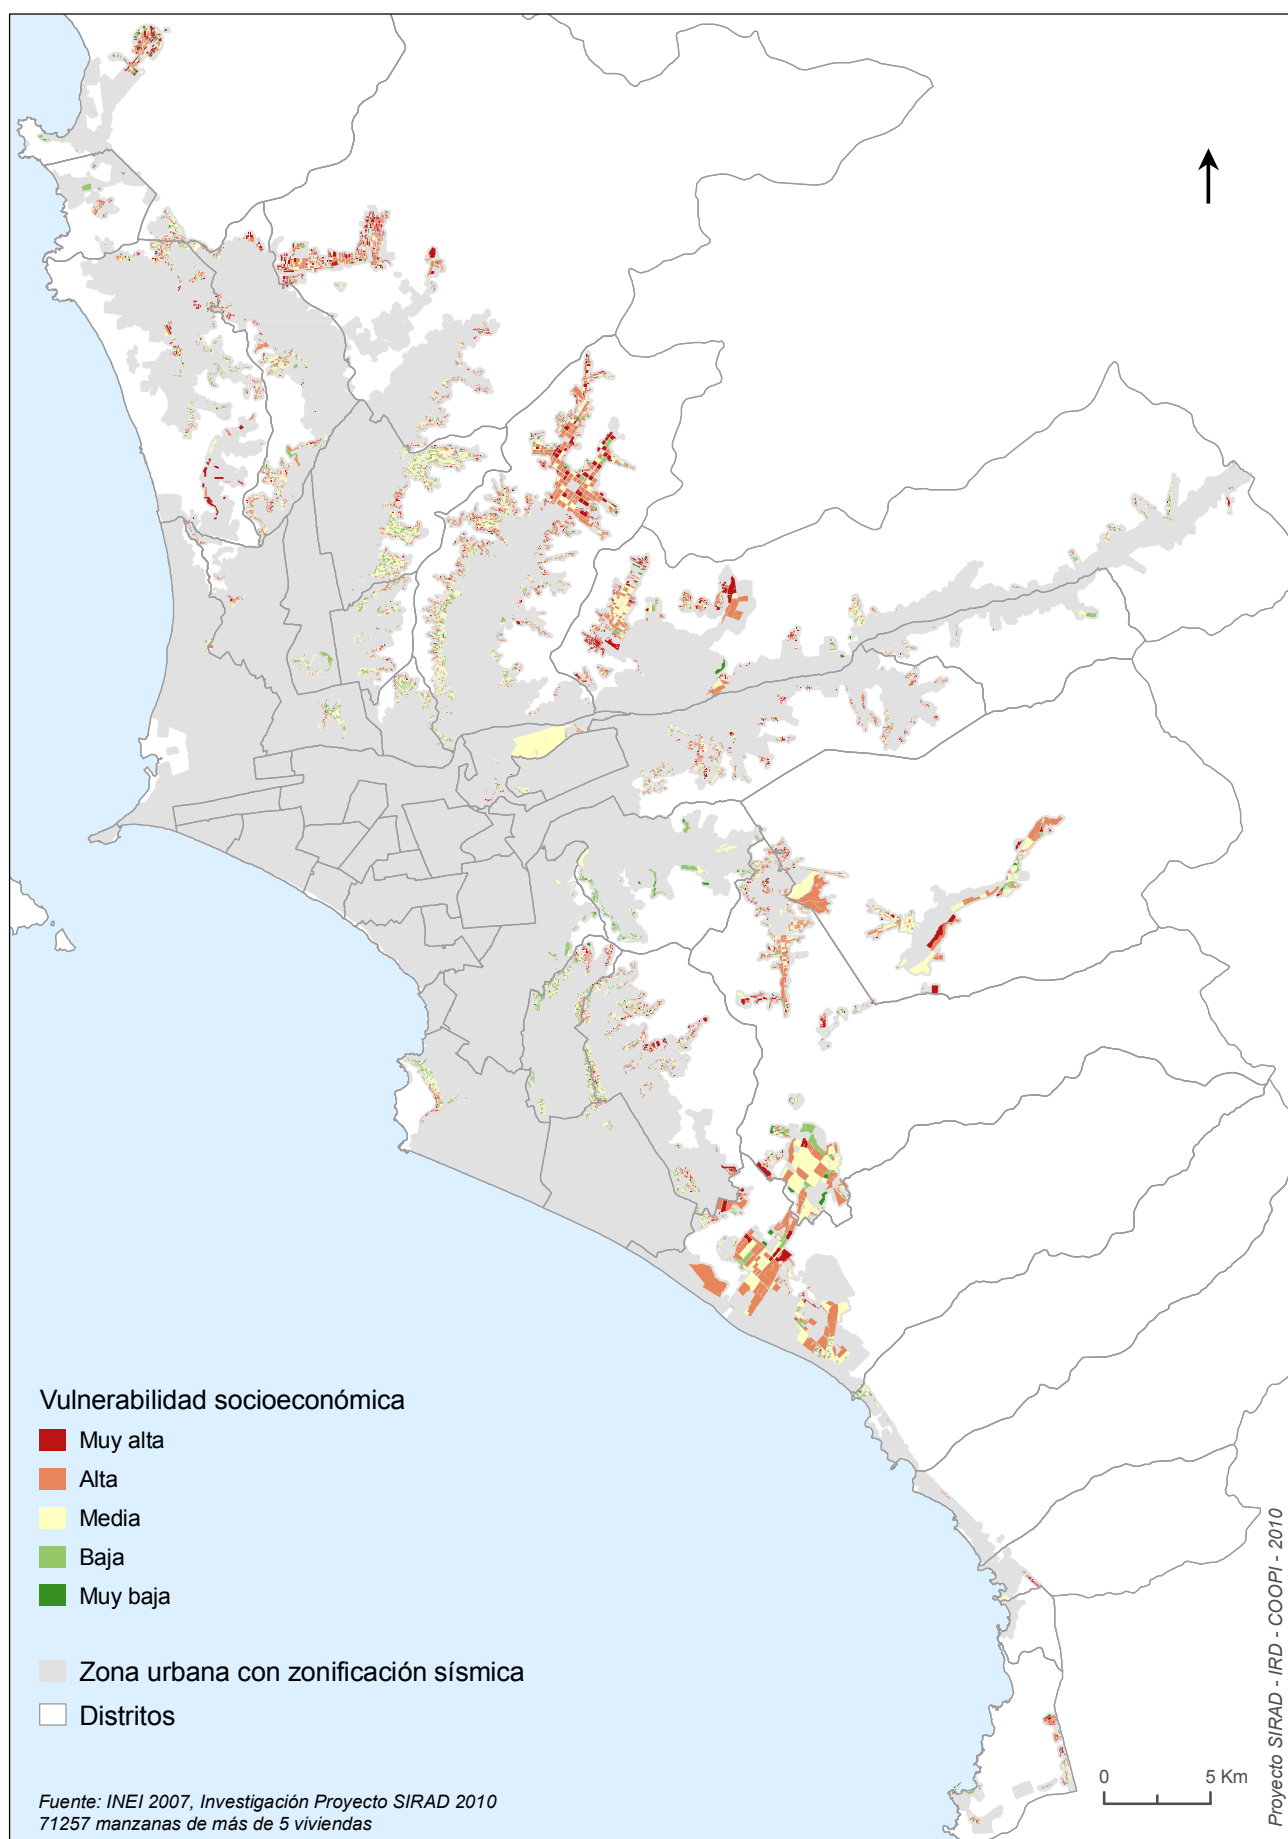 Vulnerabilidad socioeconómica
Muy alta
Alta
Media
Baja
Muy baja
Zona urbana con zonificación sísmica
Distritos
Fuente: INEI 2007, Investigación Proyecto SIRAD 2010
71257 manzanas de más de 5 viviendas
0 5 Km
Proyecto SIRAD - IRD - COOPI - 2010